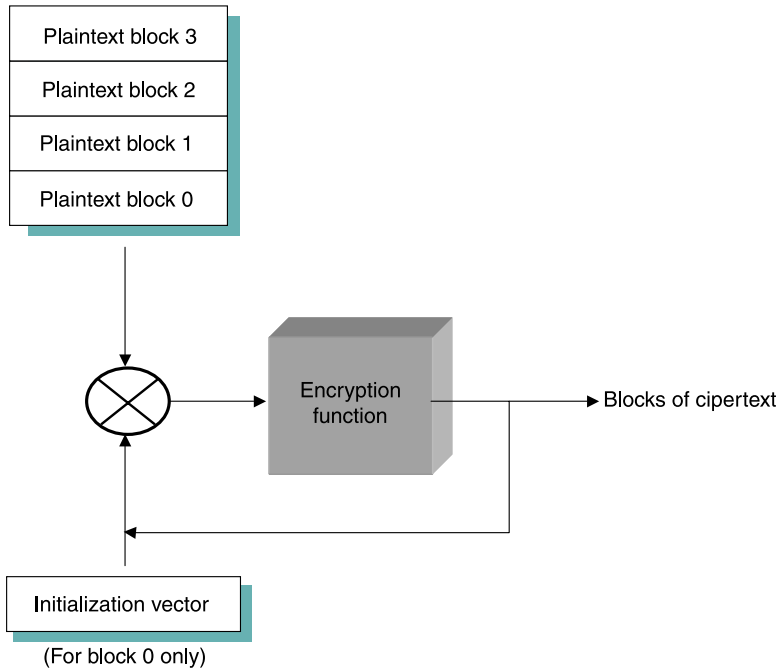 Plaintext block 3
Plaintext block 2
Plaintext block 1
Plaintext block 0
Encryption
function
Blocks of cipertext
Initialization vector
(For block 0 only)